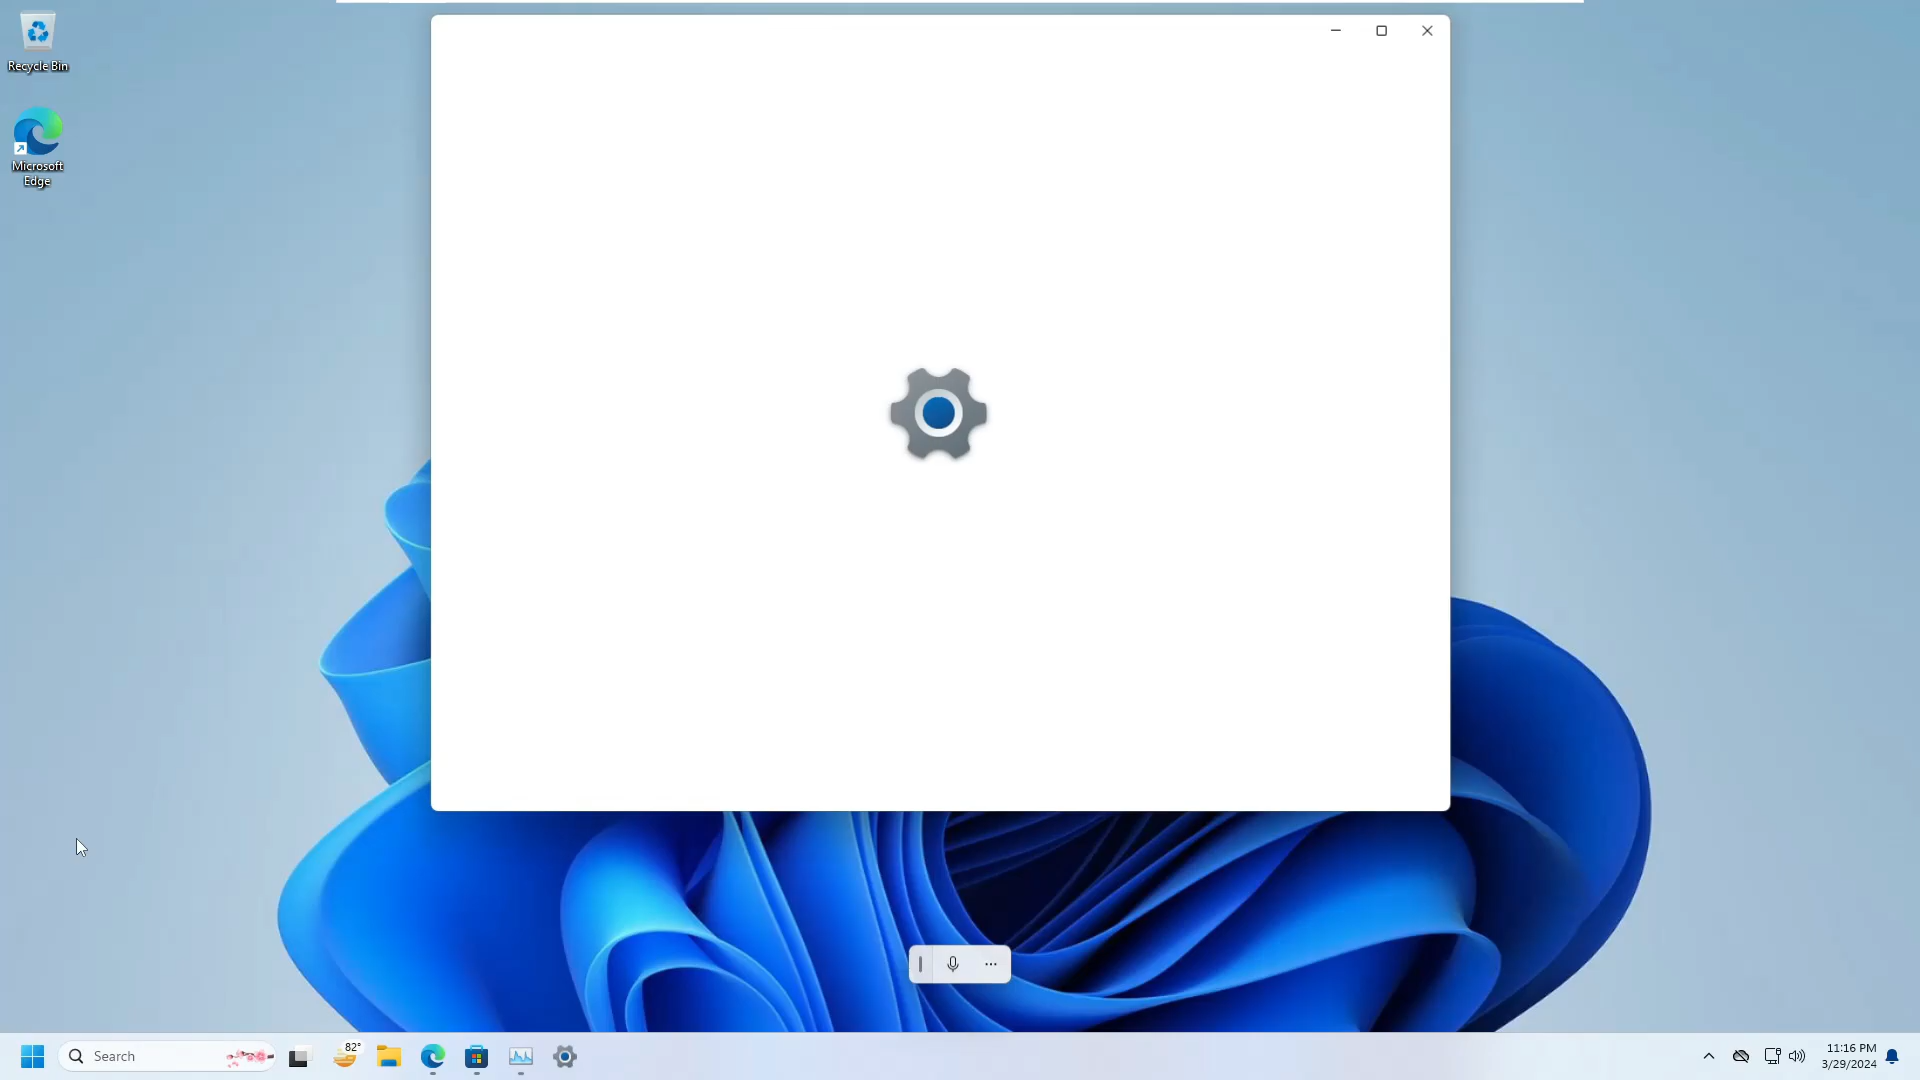 Recycle Bin
Microsoft
Edge
Search
82°
11:16 PM
3/29/2024